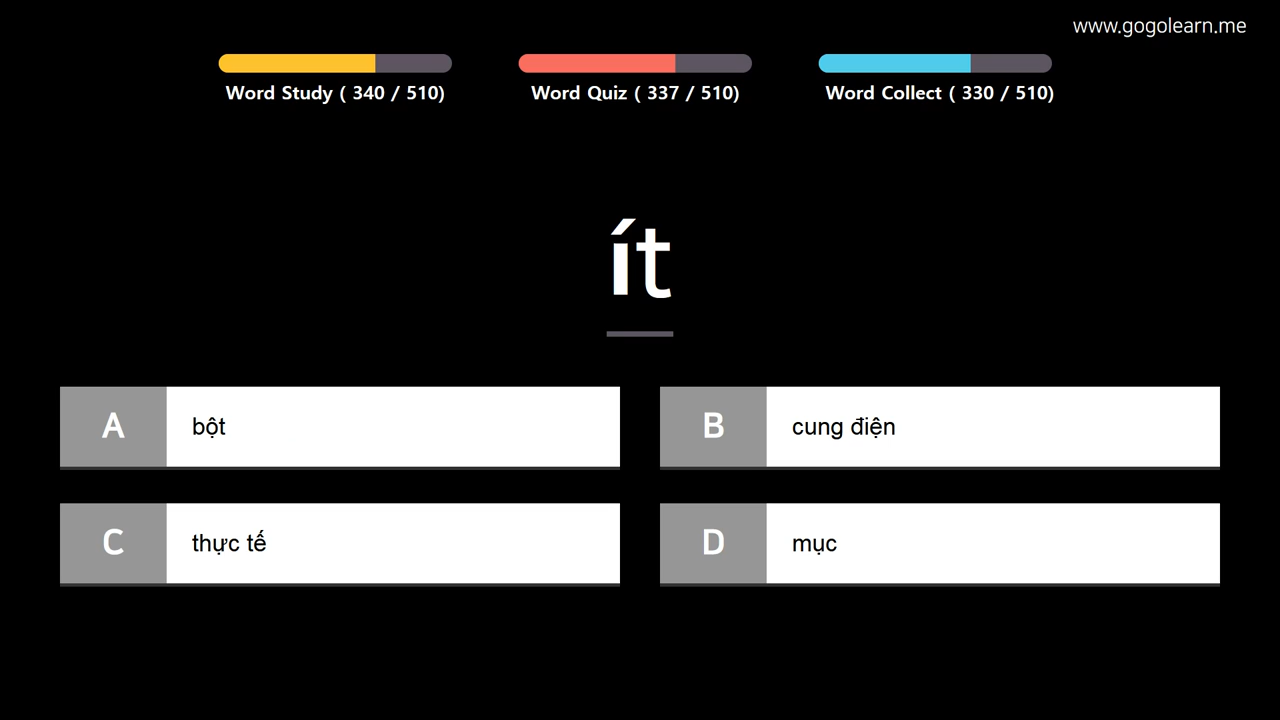 www.gogolearn.me
Word Study ( 340 / 510)
Word Quiz ( 337 / 510)
Word Collect ( 330 / 510)
ít
A bột
B cung điện
C thực tế
D mục